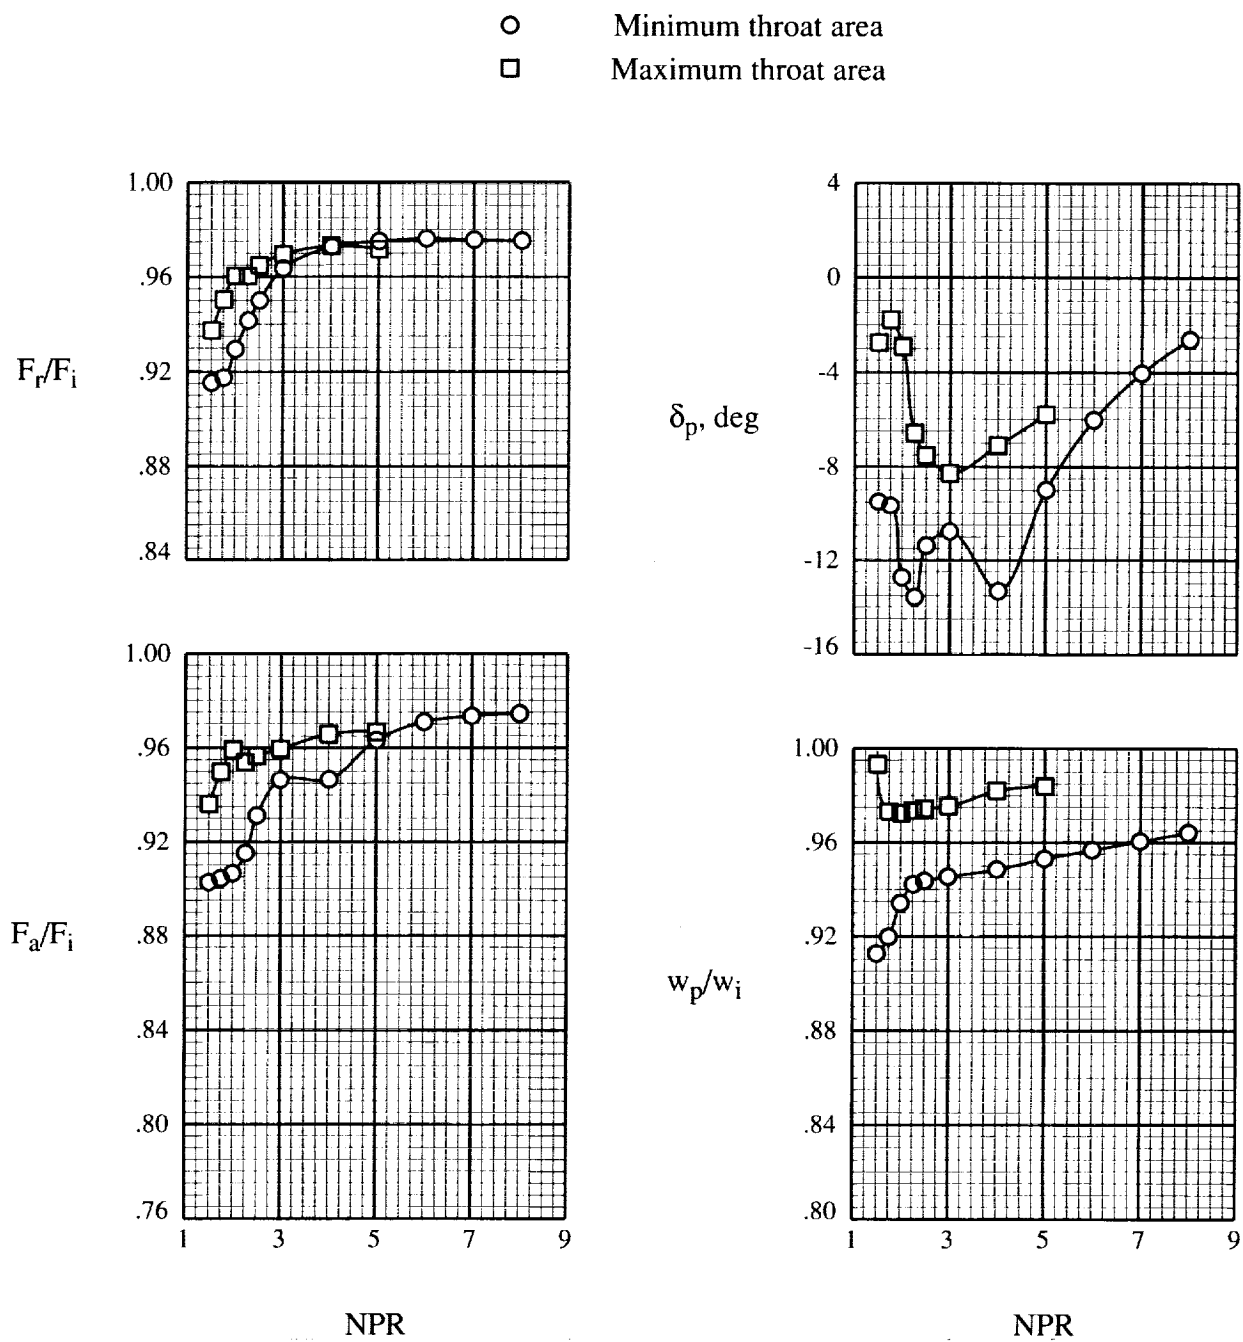 Minimum throat area
Maximum throat area
1.00
.96
.92
.88
.84
F_r/F_i
4
0
-4
-8
-12
-16
δ_p, deg
1.00
.96
.92
.88
.84
.80
.76
F_a/F_i
1 3 5 7 9
NPR
1.00
.96
.92
.88
.84
.80
w_p/w_i
1 3 5 7 9
NPR